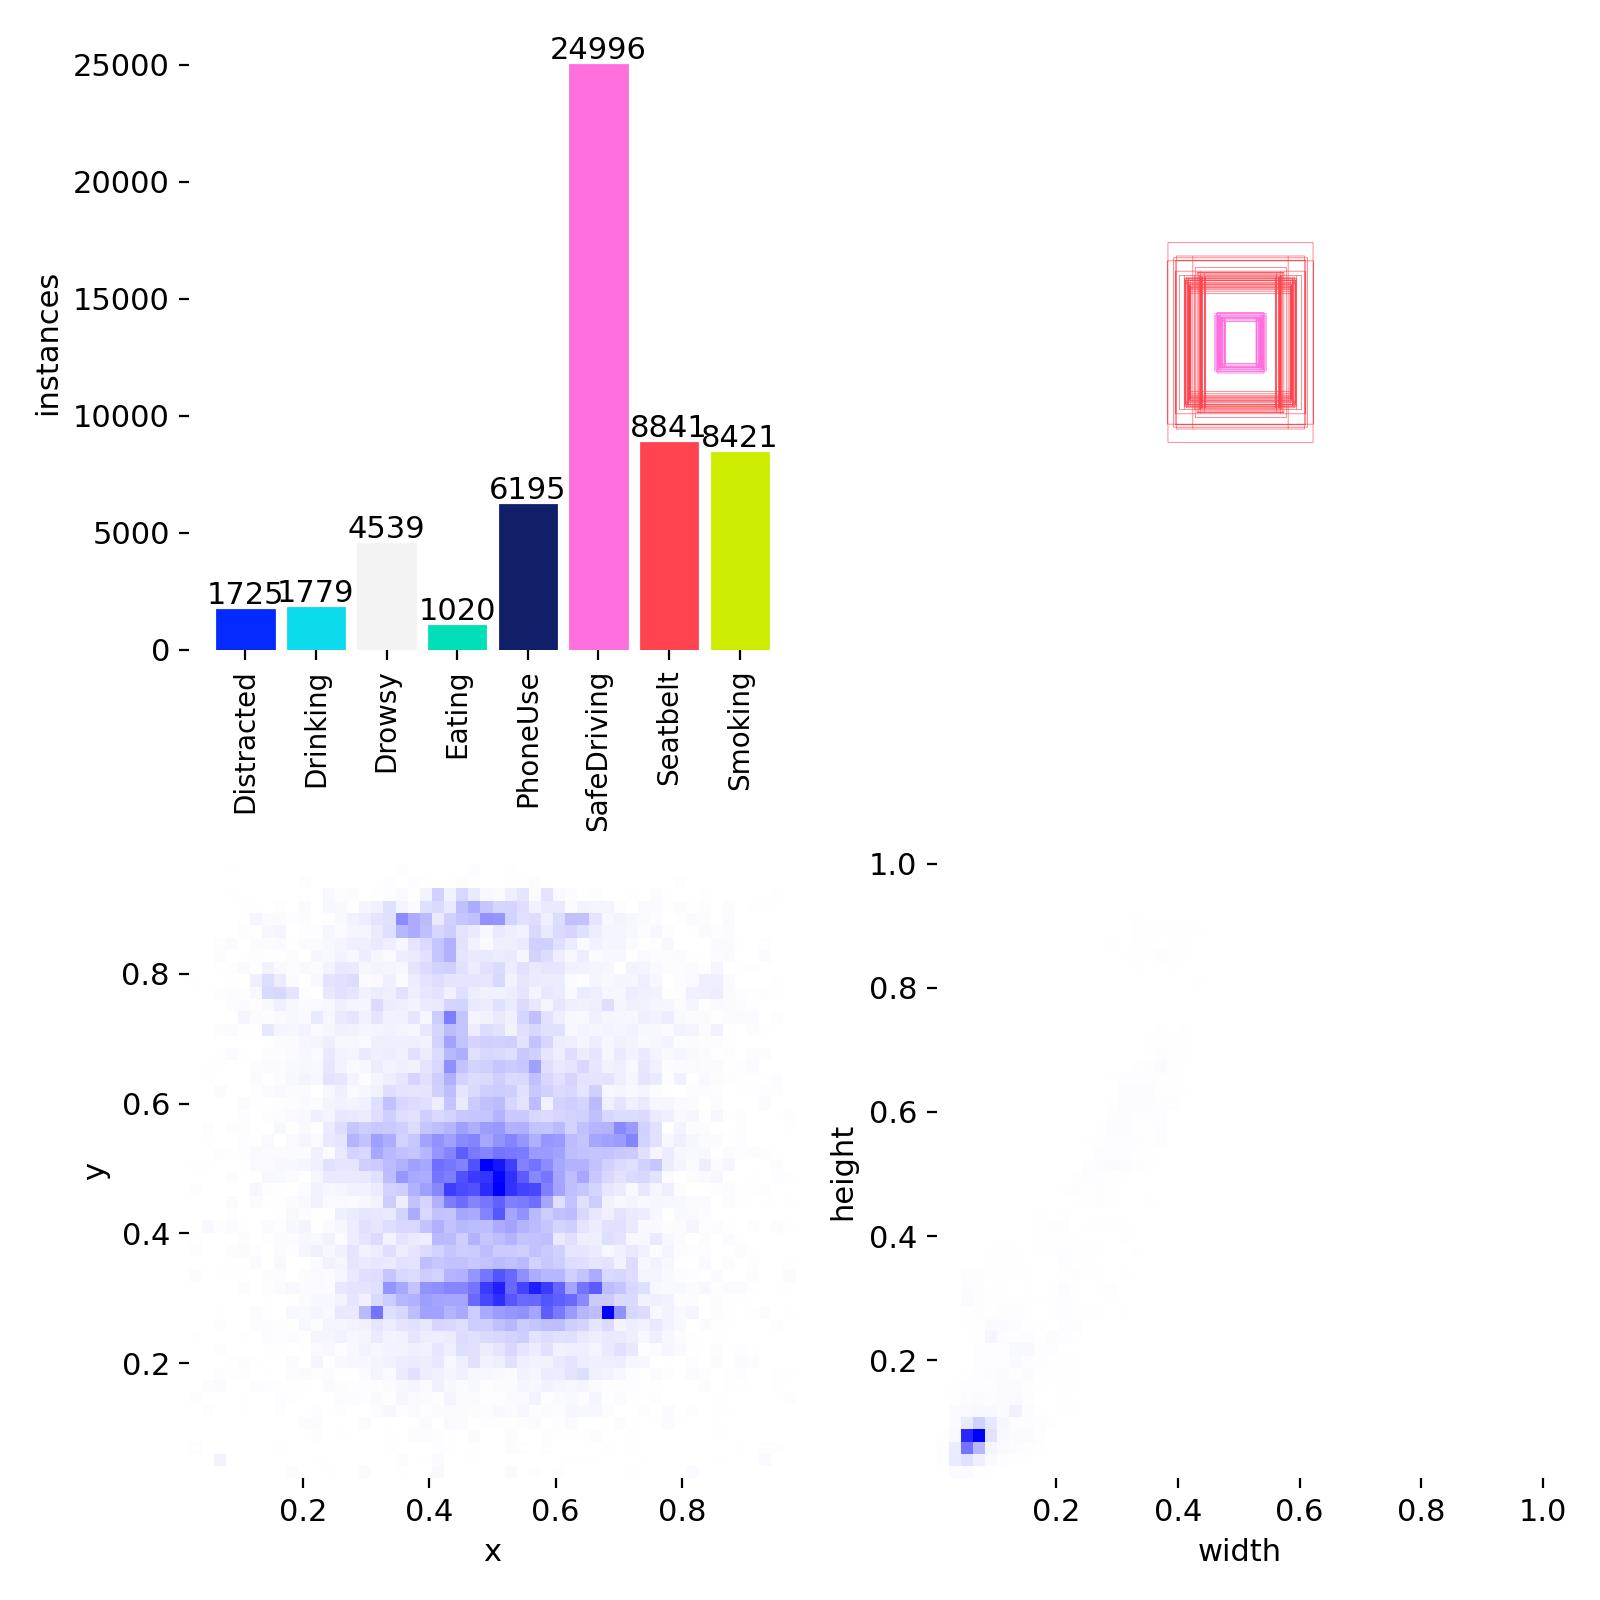 25000
20000
15000
10000
5000
0
instances
24996
8841
8421
6195
4539
1725
1779
1020
Distracted
Drinking
Drowsy
Eating
PhoneUse
SafeDriving
Seatbelt
Smoking
0.8
0.6
0.4
0.2
y
0.2 0.4 0.6 0.8
x
1.0
0.8
0.6
0.4
0.2
height
0.2 0.4 0.6 0.8 1.0
width